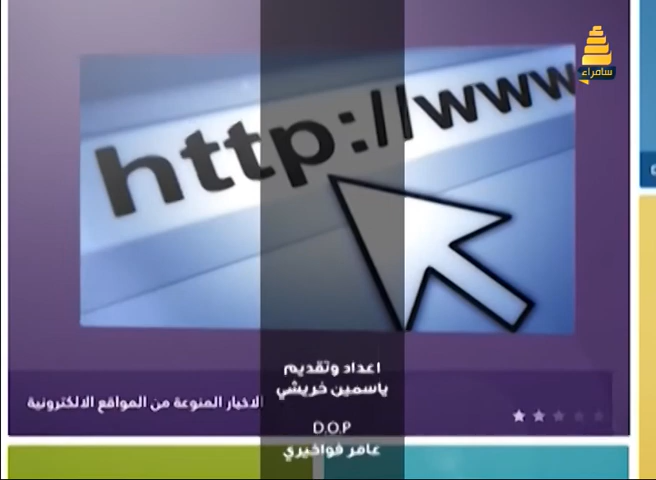 سامراء
http://www
اعداد وتقديم
ياسمين خريشي
الاخبار المنوعة من المواقع الالكترونية
D.O.P
عامر فواخيري